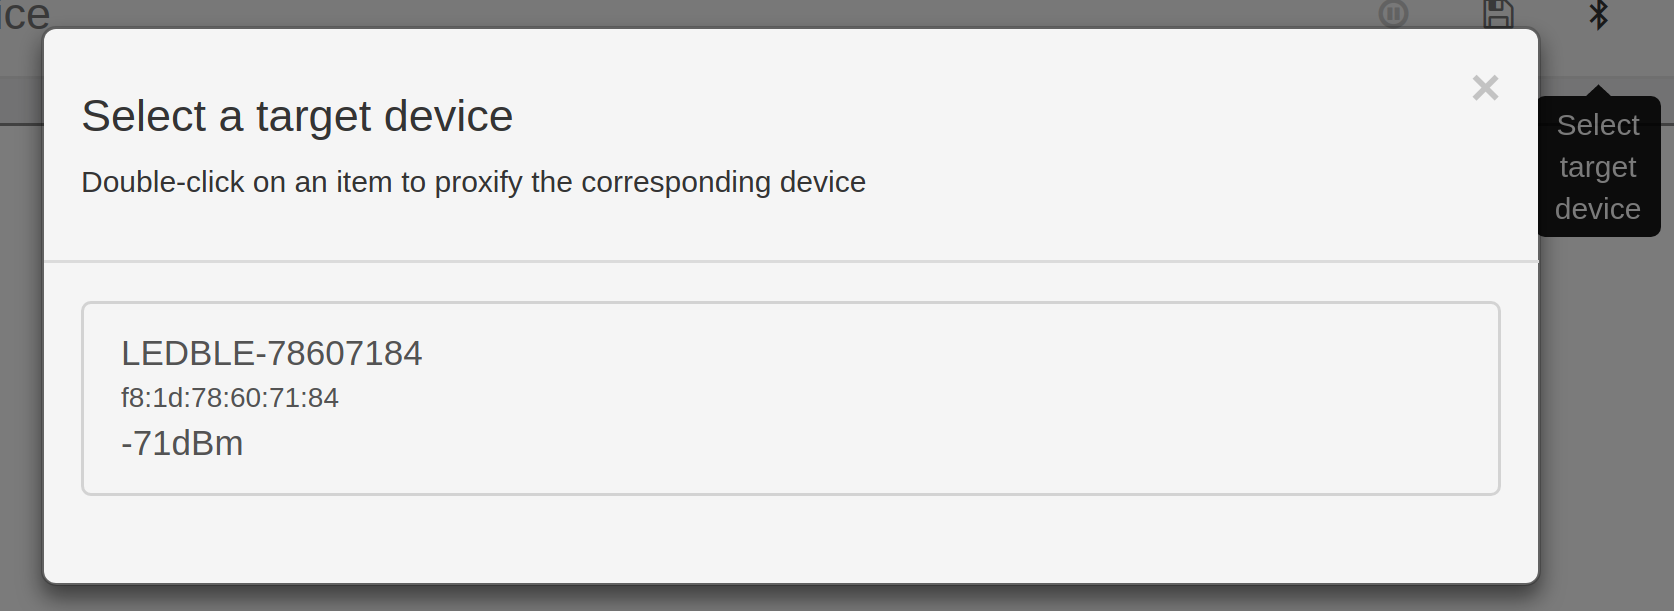 ice
Select a target device
Double-click on an item to proxify the corresponding device
Select
target
device
LEDBLE-78607184
f8:1d:78:60:71:84
-71dBm